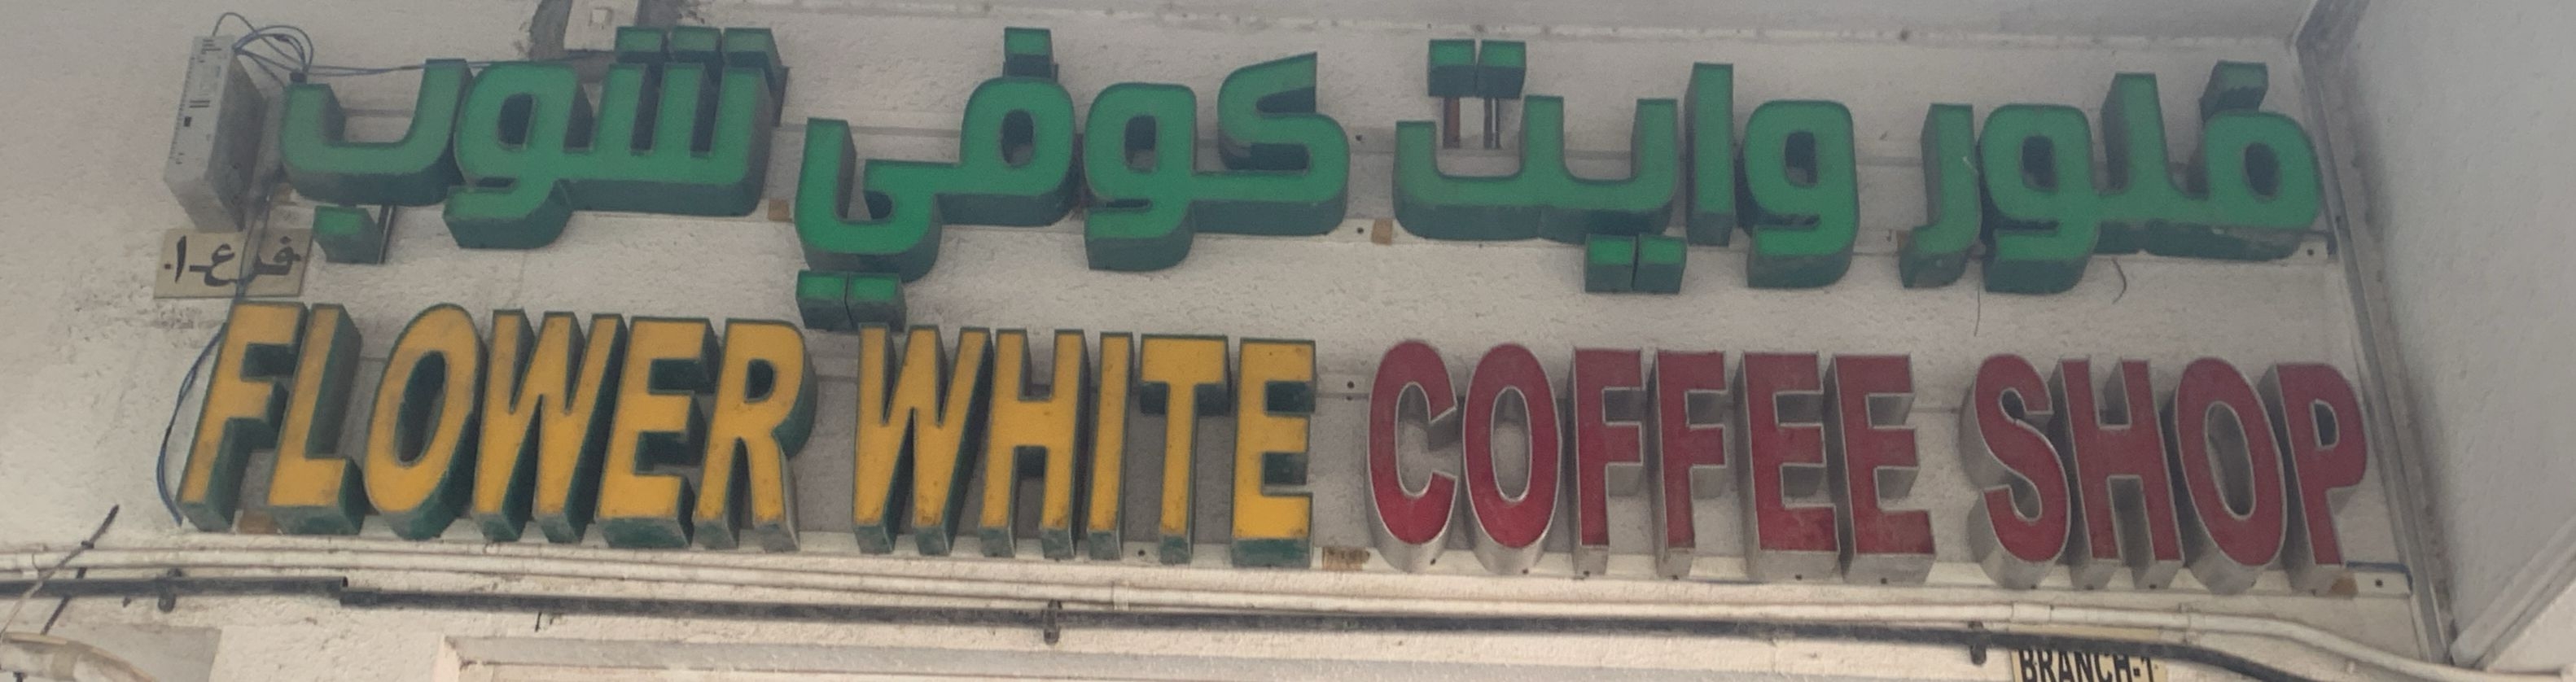 فلور وايت كوفي شوب
فرع-١
FLOWER WHITE COFFEE SHOP
BRANCH-1